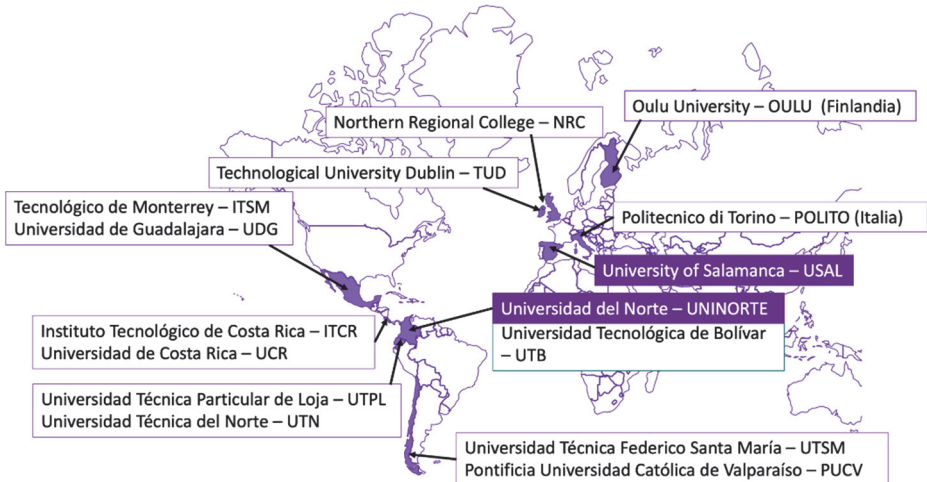 Oulu University – OULU (Finlandia)
Northern Regional College – NRC
Technological University Dublin – TUD
Tecnológico de Monterrey – ITSM
Universidad de Guadalajara – UDG
Politecnico di Torino – POLITO (Italia)
University of Salamanca – USAL
Universidad del Norte – UNINORTE
Universidad Tecnológica de Bolívar
– UTB
Instituto Tecnológico de Costa Rica – ITCR
Universidad de Costa Rica – UCR
Universidad Técnica Particular de Loja – UTPL
Universidad Técnica del Norte – UTN
Universidad Técnica Federico Santa María – UTSM
Pontificia Universidad Católica de Valparaíso – PUCV